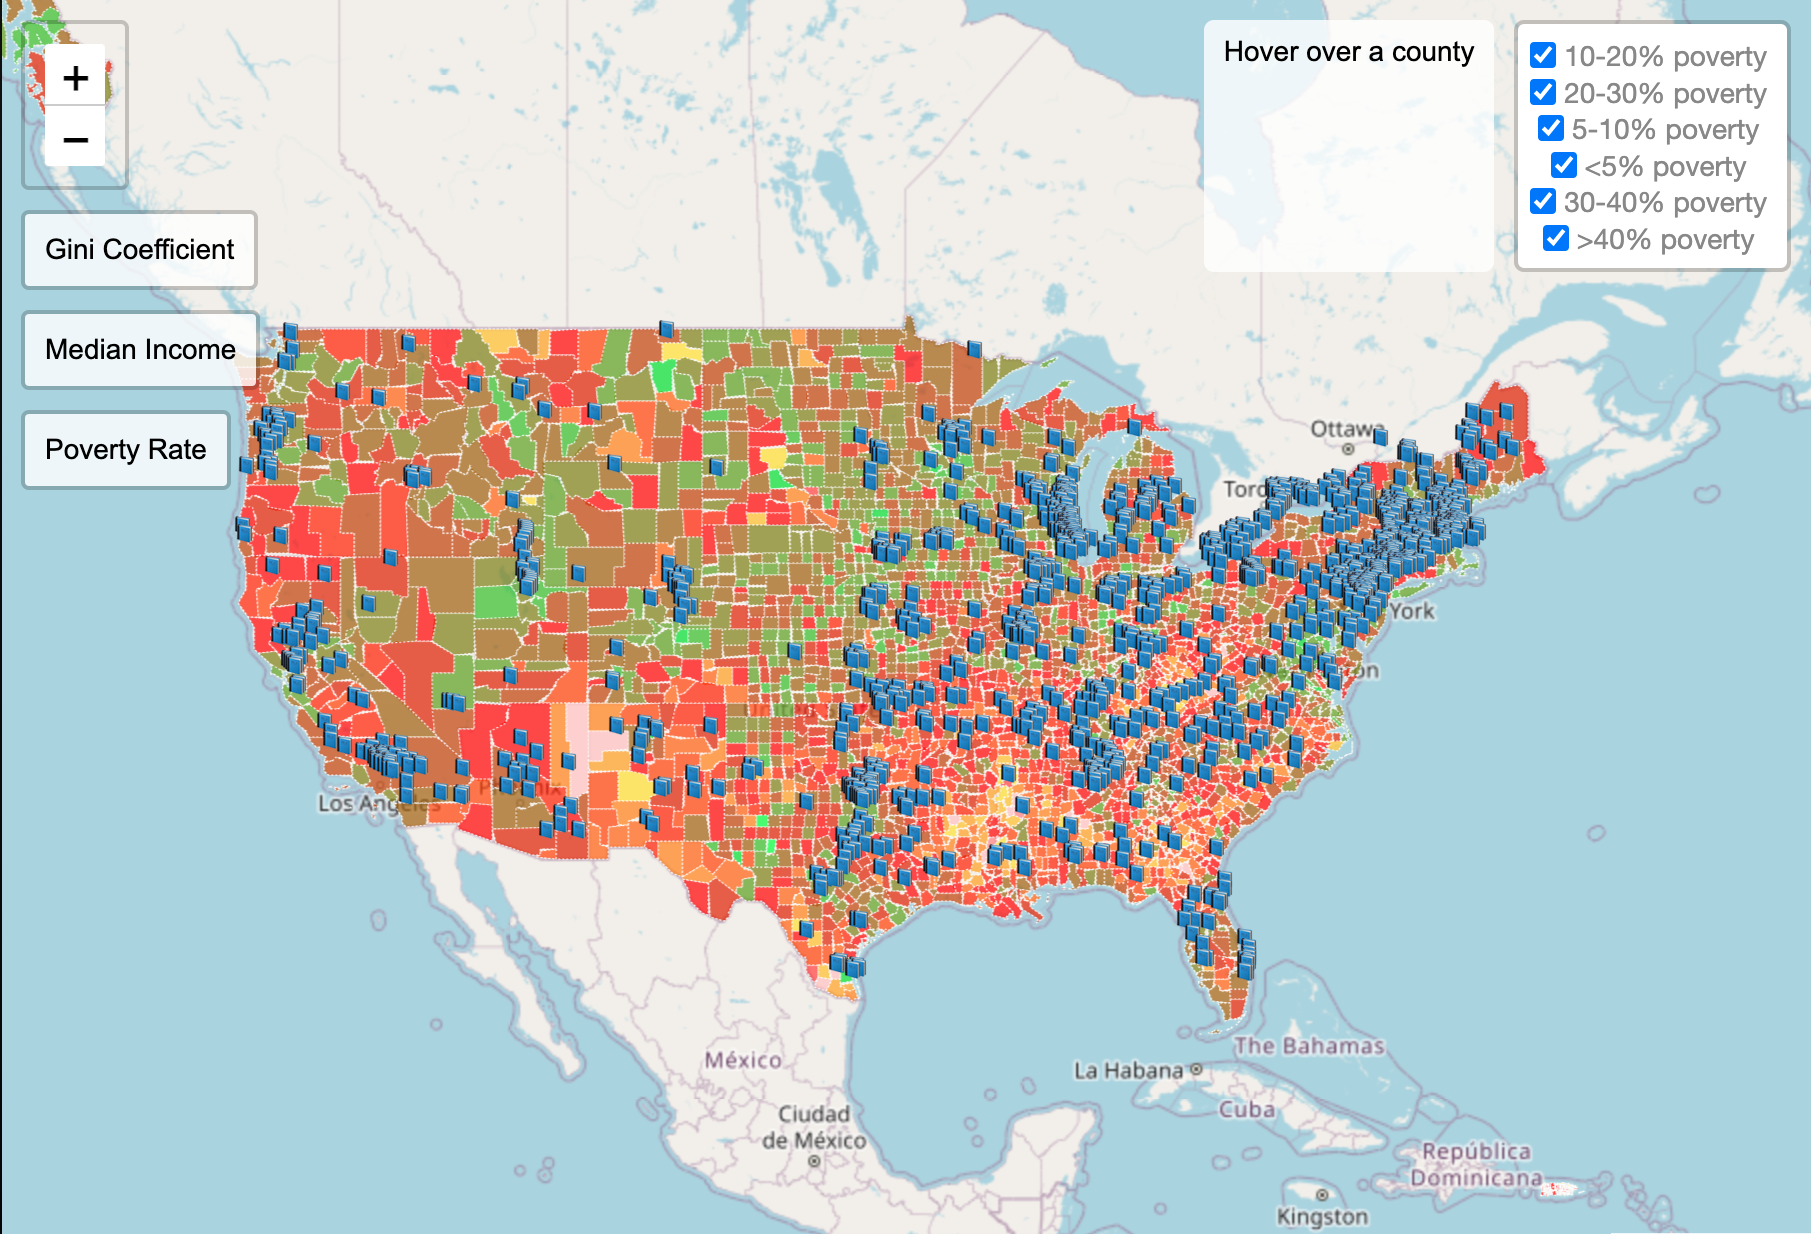 +
−
Gini Coefficient
Median Income
Poverty Rate
Hover over a county
10-20% poverty
20-30% poverty
5-10% poverty
<5% poverty
30-40% poverty
>40% poverty
Ottawa
York
Los Angeles
México
Ciudad
de México
La Habana
The Bahamas
Cuba
República
Dominicana
Kingston